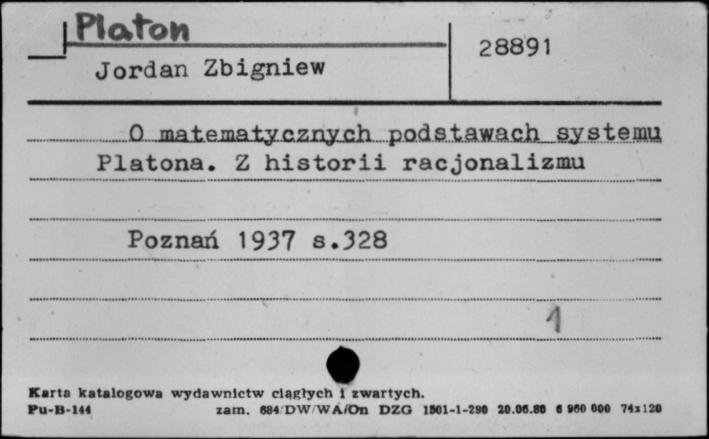 Platon
28891
Jordan Zbigniew
O matematycznych podstawach systemu
Platona. Z historii racjonalizmu
Poznań 1937 s.328
1
Karta katalogowa wydawnictw ciągłych i zwartych.
Pu-B-144 zam. 684/DW/WA/On DZG 1501-1-290 20.06.80 6 960 000 74x120